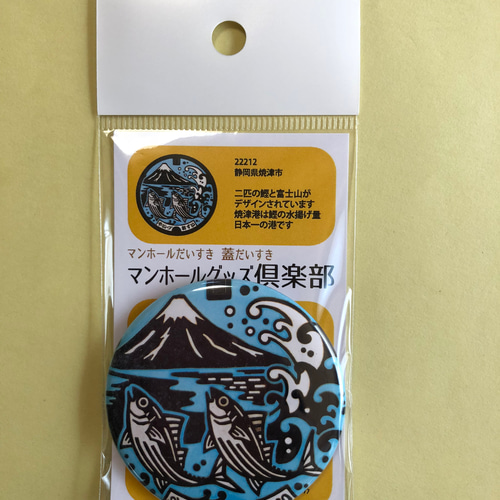 22212
静岡県焼津市
二匹の鰹と富士山が
デザインされています
焼津港は鰹の水揚げ量
日本一の港です
マンホールだいすき 蓋だいすき
マンホールグッズ倶楽部